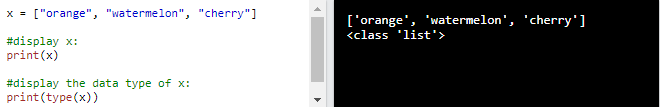 x = ["orange", "watermelon", "cherry"]
#display x:
print(x)
#display the data type of x:
print(type(x))
['orange', 'watermelon', 'cherry']
<class 'list'>